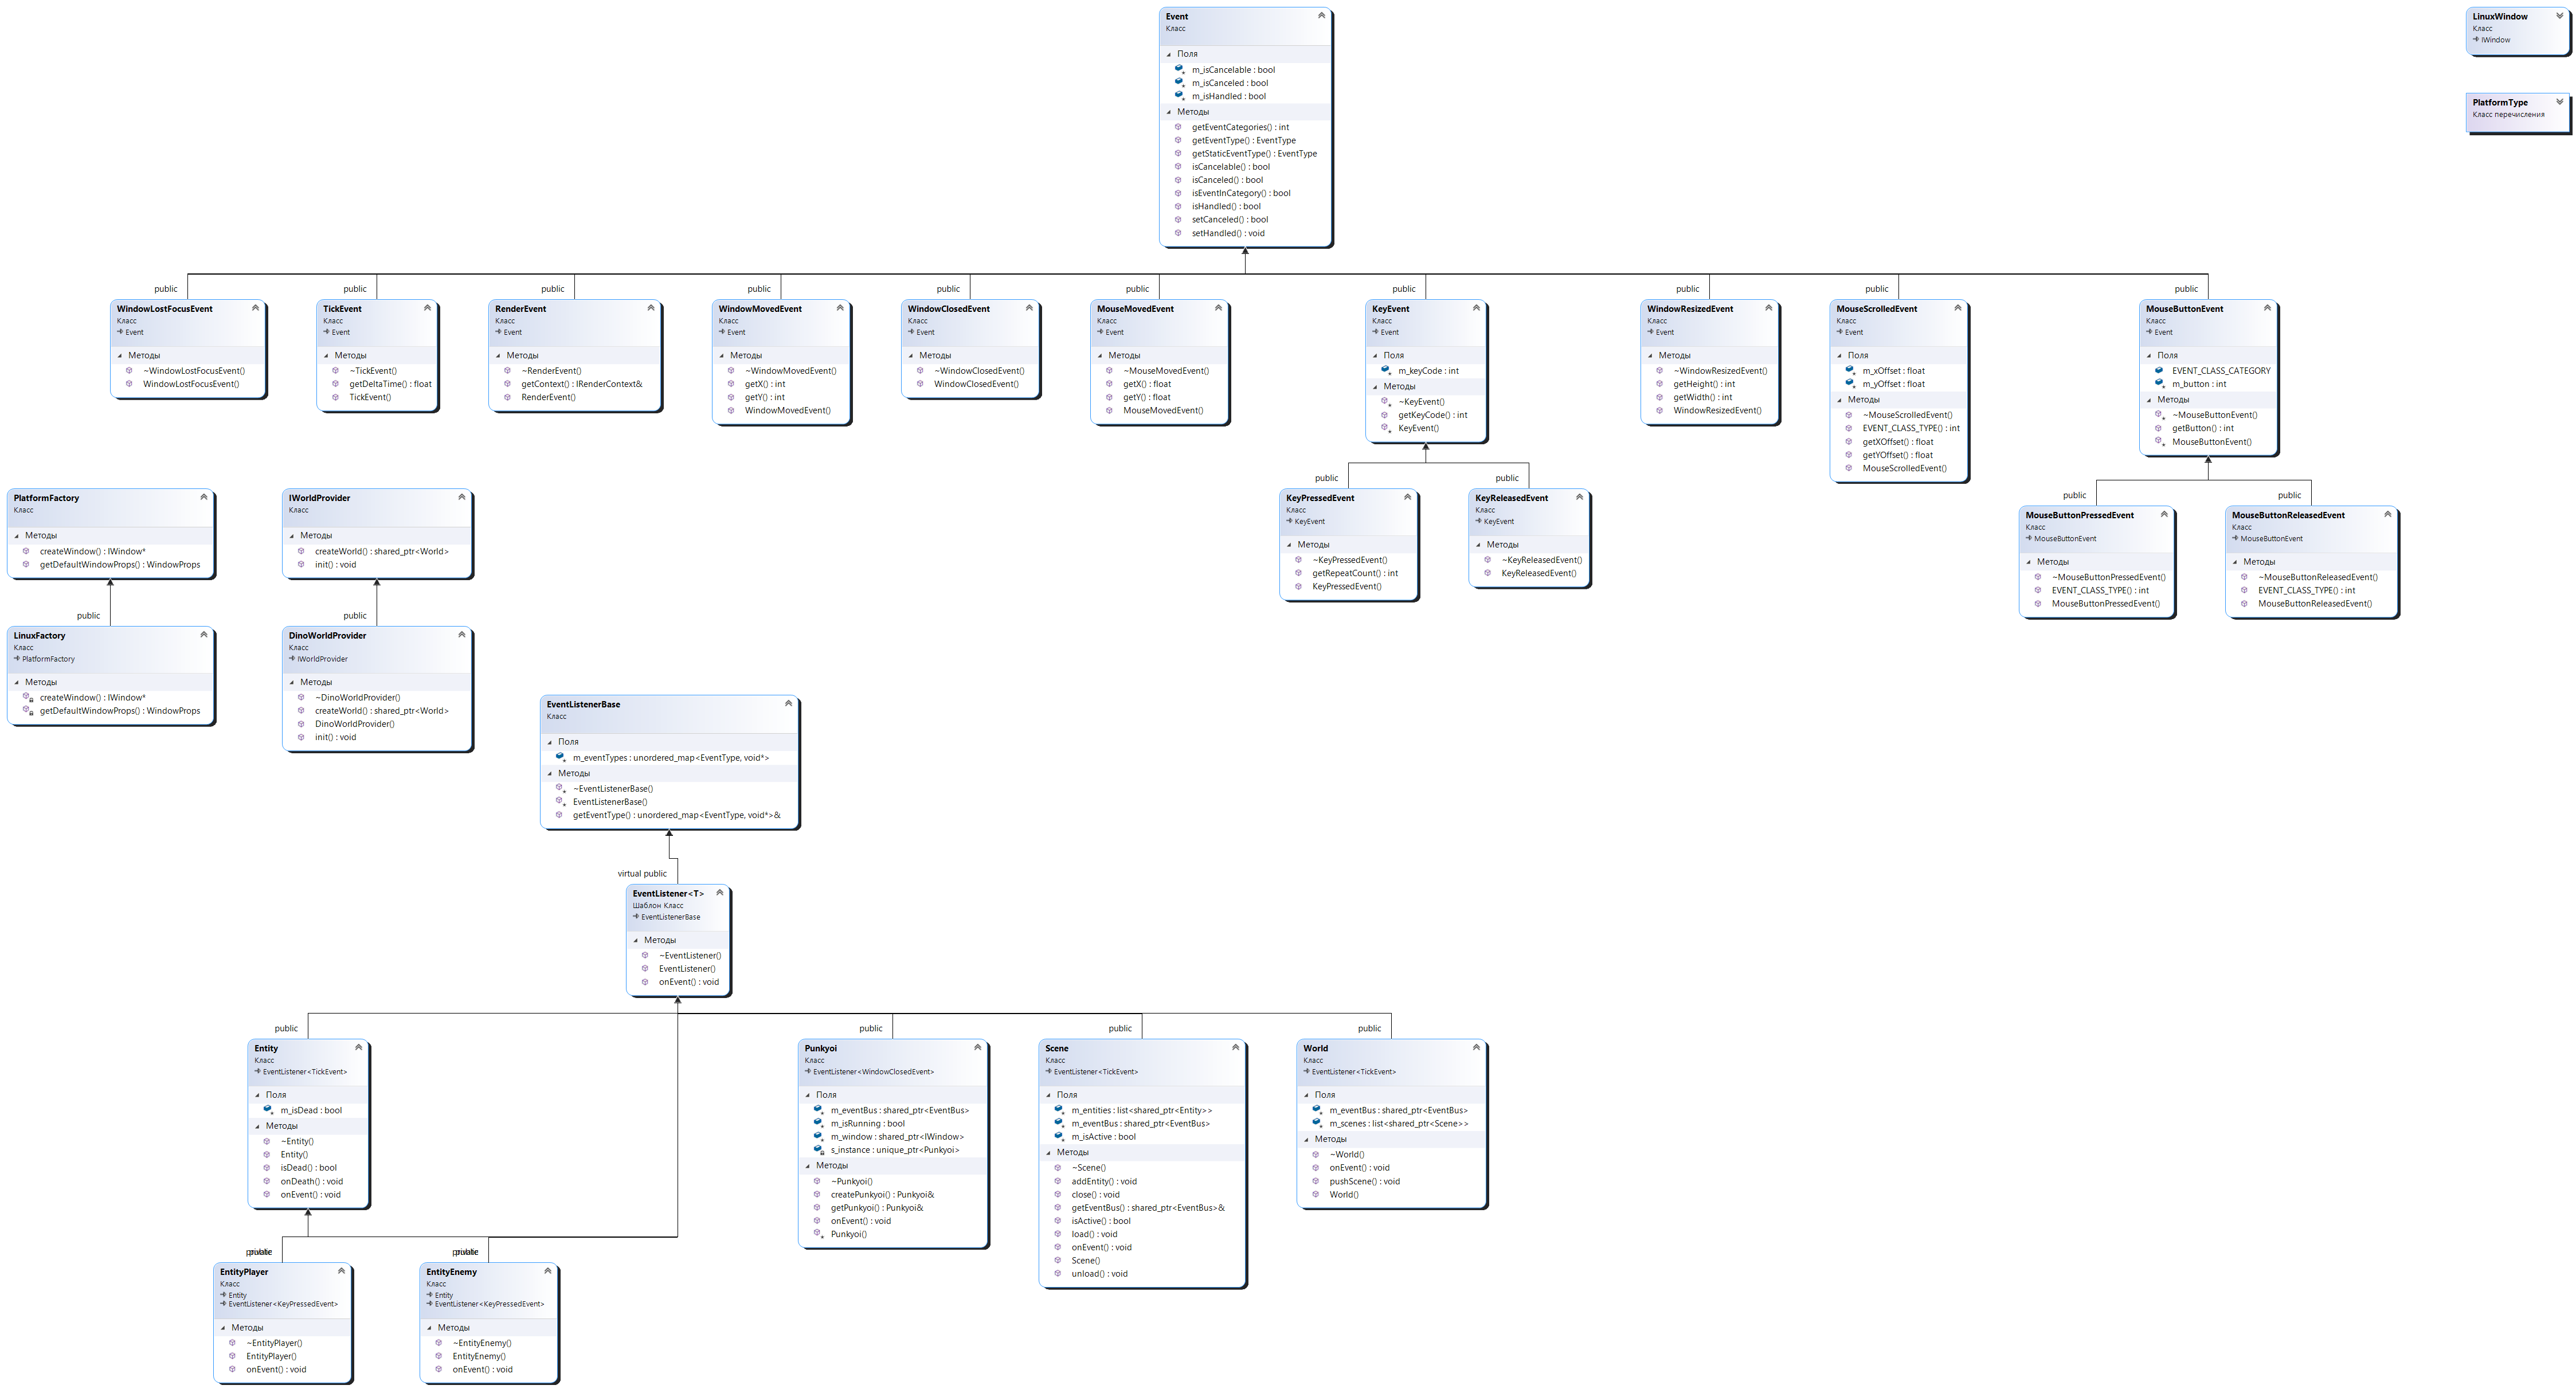 Event
Класс
Поля
m_isCancelable : bool
m_isCanceled : bool
m_isHandled : bool
Методы
getEventCategories() : int
getEventType() : EventType
getStaticEventType() : EventType
isCancelable() : bool
isCanceled() : bool
isEventInCategory() : bool
isHandled() : bool
setCanceled() : bool
setHandled() : void
LinuxWindow
Класс
IWindow
PlatformType
Класс перечисления
public
WindowLostFocusEvent
Класс
Event
Методы
~WindowLostFocusEvent()
WindowLostFocusEvent()
public
TickEvent
Класс
Event
Методы
~TickEvent()
getDeltaTime() : float
TickEvent()
public
RenderEvent
Класс
Event
Методы
~RenderEvent()
getContext() : IRenderContext&
RenderEvent()
public
WindowMovedEvent
Класс
Event
Методы
~WindowMovedEvent()
getX() : int
getY() : int
WindowMovedEvent()
public
WindowClosedEvent
Класс
Event
Методы
~WindowClosedEvent()
WindowClosedEvent()
public
MouseMovedEvent
Класс
Event
Методы
~MouseMovedEvent()
getX() : float
getY() : float
MouseMovedEvent()
public
KeyEvent
Класс
Event
Поля
m_keyCode : int
Методы
~KeyEvent()
getKeyCode() : int
KeyEvent()
public
WindowResizedEvent
Класс
Event
Методы
~WindowResizedEvent()
getHeight() : int
getWidth() : int
WindowResizedEvent()
public
MouseScrolledEvent
Класс
Event
Поля
m_xOffset : float
m_yOffset : float
Методы
~MouseScrolledEvent()
EVENT_CLASS_TYPE() : int
getXOffset() : float
getYOffset() : float
MouseScrolledEvent()
public
MouseButtonEvent
Класс
Event
Поля
EVENT_CLASS_CATEGORY
m_button : int
Методы
~MouseButtonEvent()
getButton() : int
MouseButtonEvent()
public
KeyPressedEvent
Класс
KeyEvent
Методы
~KeyPressedEvent()
getRepeatCount() : int
KeyPressedEvent()
public
KeyReleasedEvent
Класс
KeyEvent
Методы
~KeyReleasedEvent()
KeyReleasedEvent()
public
MouseButtonPressedEvent
Класс
MouseButtonEvent
Методы
~MouseButtonPressedEvent()
EVENT_CLASS_TYPE() : int
MouseButtonPressedEvent()
public
MouseButtonReleasedEvent
Класс
MouseButtonEvent
Методы
~MouseButtonReleasedEvent()
EVENT_CLASS_TYPE() : int
MouseButtonReleasedEvent()
PlatformFactory
Класс
Методы
createWindow() : IWindow*
getDefaultWindowProps() : WindowProps
public
LinuxFactory
Класс
PlatformFactory
Методы
createWindow() : IWindow*
getDefaultWindowProps() : WindowProps
IWorldProvider
Класс
Методы
createWorld() : shared_ptr<World>
init() : void
public
DinoWorldProvider
Класс
IWorldProvider
Методы
~DinoWorldProvider()
createWorld() : shared_ptr<World>
DinoWorldProvider()
init() : void
EventListenerBase
Класс
Поля
m_eventTypes : unordered_map<EventType, void*>
Методы
~EventListenerBase()
EventListenerBase()
getEventType() : unordered_map<EventType, void*>&
virtual public
EventListener<T>
Шаблон Класс
EventListenerBase
Методы
~EventListener()
EventListener()
onEvent() : void
public
Entity
Класс
EventListener<TickEvent>
Поля
m_isDead : bool
Методы
~Entity()
Entity()
isDead() : bool
onDeath() : void
onEvent() : void
public
Punkyoi
Класс
EventListener<WindowClosedEvent>
Поля
m_eventBus : shared_ptr<EventBus>
m_isRunning : bool
m_window : shared_ptr<IWindow>
s_instance : unique_ptr<Punkyoi>
Методы
~Punkyoi()
createPunkyoi() : Punkyoi&
getPunkyoi() : Punkyoi&
onEvent() : void
Punkyoi()
public
Scene
Класс
EventListener<TickEvent>
Поля
m_entities : list<shared_ptr<Entity>>
m_eventBus : shared_ptr<EventBus>
m_isActive : bool
Методы
~Scene()
addEntity() : void
close() : void
getEventBus() : shared_ptr<EventBus>&
isActive() : bool
load() : void
onEvent() : void
Scene()
unload() : void
public
World
Класс
EventListener<TickEvent>
Поля
m_eventBus : shared_ptr<EventBus>
m_scenes : list<shared_ptr<Scene>>
Методы
~World()
onEvent() : void
pushScene() : void
World()
EntityPlayer
Класс
Entity
EventListener<KeyPressedEvent>
Методы
~EntityPlayer()
EntityPlayer()
onEvent() : void
EntityEnemy
Класс
Entity
EventListener<KeyPressedEvent>
Методы
~EntityEnemy()
EntityEnemy()
onEvent() : void